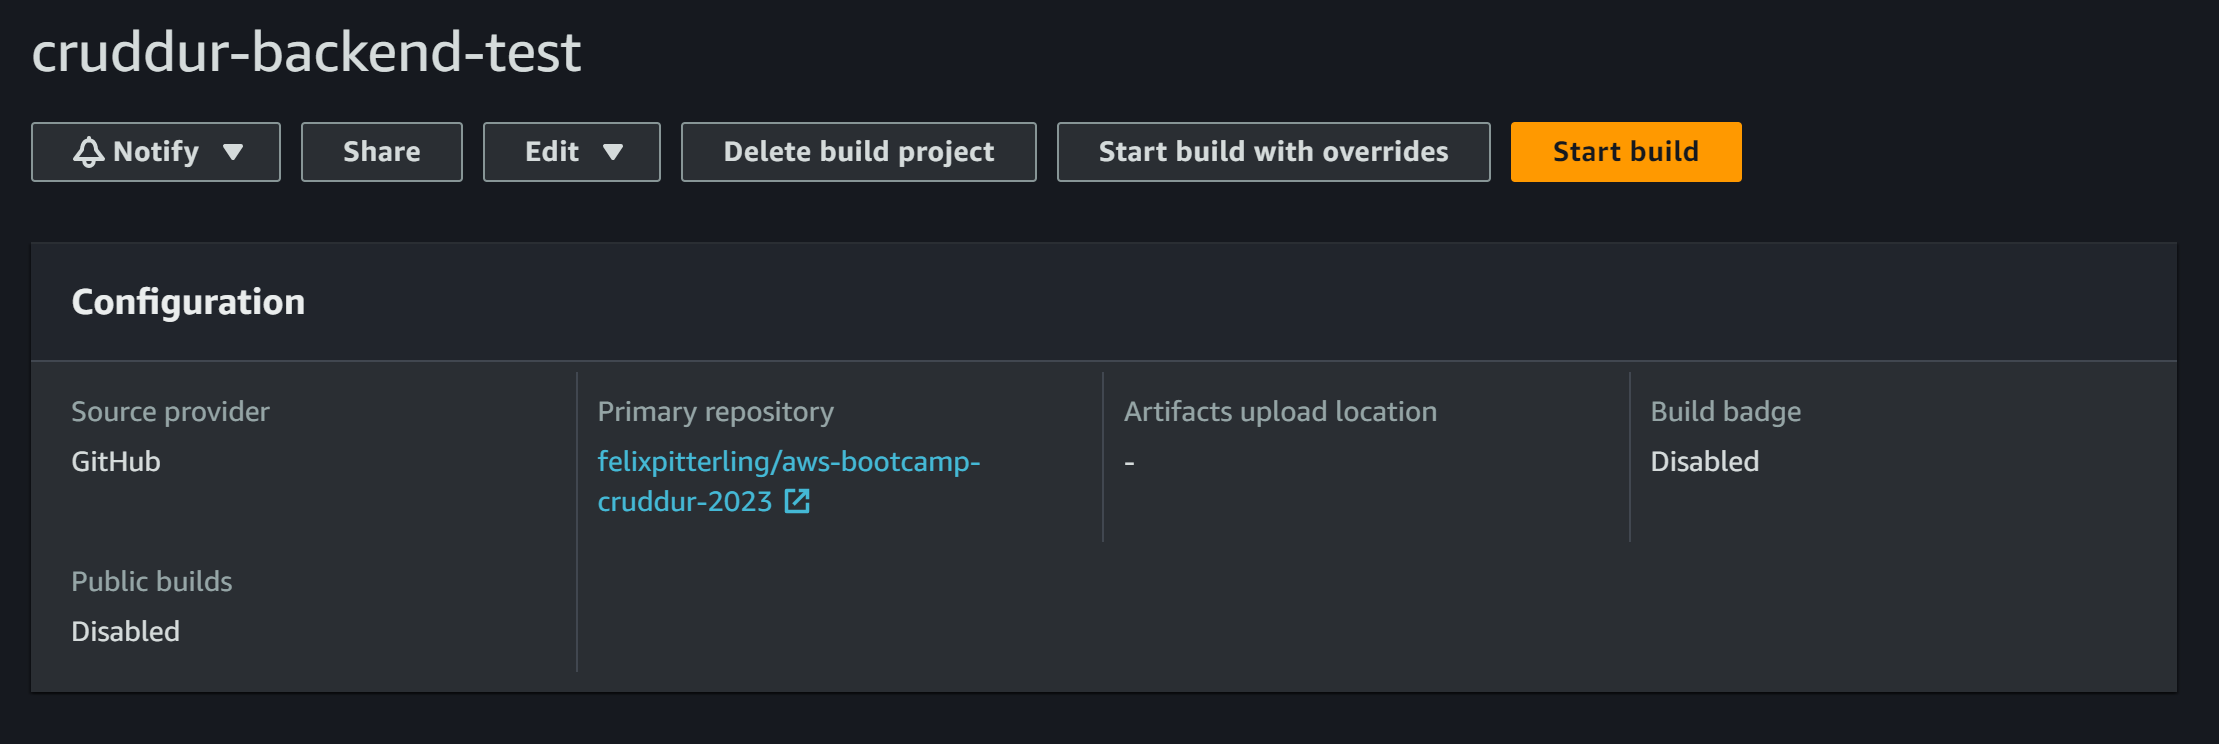 cruddur-backend-test
Notify
Share
Edit
Delete build project
Start build with overrides
Start build
Configuration
Source provider
GitHub
Primary repository
felixpitterling/aws-bootcamp-
cruddur-2023
Artifacts upload location
-
Build badge
Disabled
Public builds
Disabled